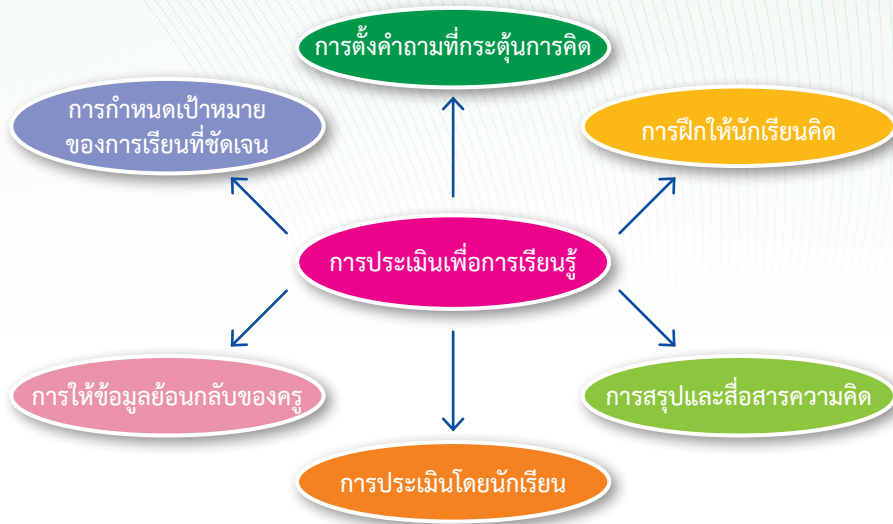 การตั้งคำถามที่กระตุ้นการคิด
การกำหนดเป้าหมาย
ของการเรียนที่ชัดเจน
การฝึกให้นักเรียนคิด
การประเมินเพื่อการเรียนรู้
การให้ข้อมูลย้อนกลับของครู
การสรุปและสื่อสารความคิด
การประเมินโดยนักเรียน